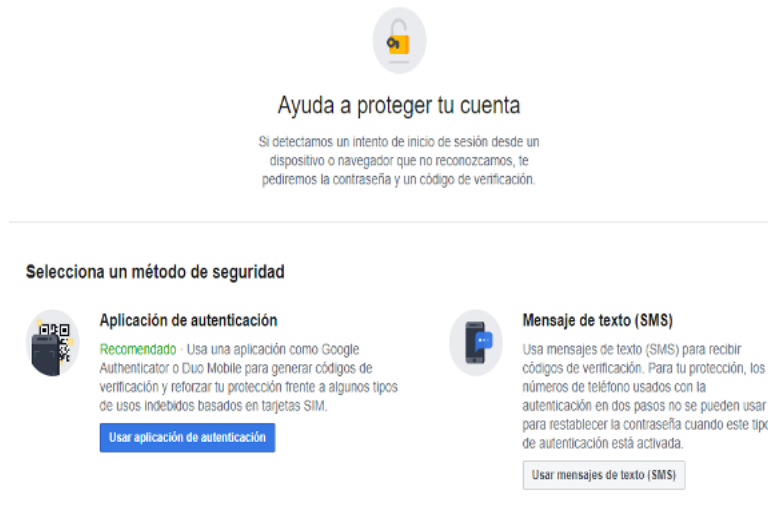 Ayuda a proteger tu cuenta
Si detectamos un intento de inicio de sesión desde un
dispositivo o navegador que no reconozcamos, te
pediremos la contraseña y un código de verificación.
Selecciona un método de seguridad
Aplicación de autenticación
Recomendado · Usa una aplicación como Google
Authenticator o Duo Mobile para generar códigos de
verificación y reforzar tu protección frente a algunos tipos
de usos indebidos basados en tarjetas SIM.
Usar aplicación de autenticación
Mensaje de texto (SMS)
Usa mensajes de texto (SMS) para recibir
códigos de verificación. Para tu protección, los
números de teléfono usados con la
autenticación en dos pasos no se pueden usar
para restablecer la contraseña cuando este tipo
de autenticación está activada.
Usar mensajes de texto (SMS)